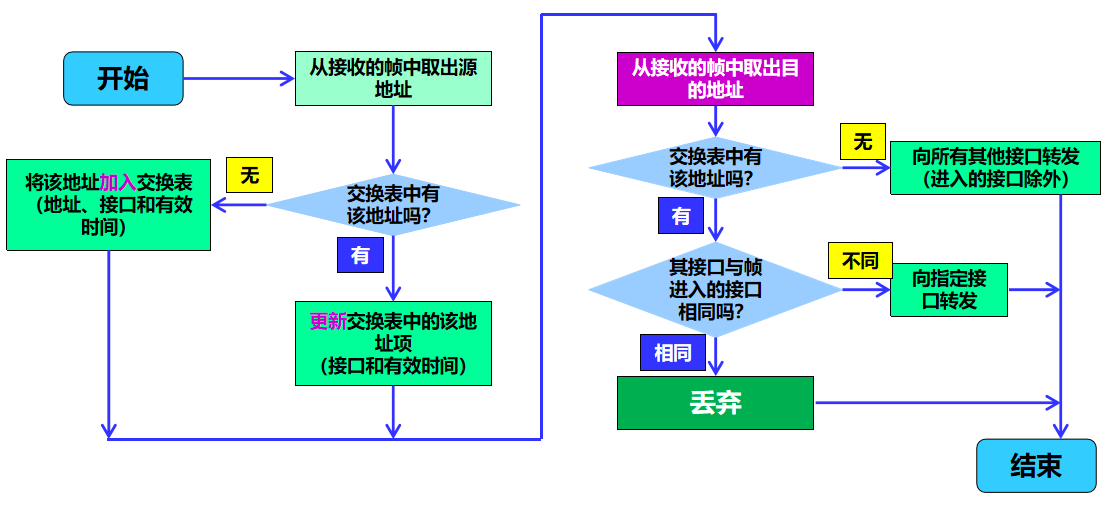 开始
从接收的帧中取出源
地址
交换表中有
该地址吗？
无
将该地址加入交换表
（地址、接口和有效
时间）
有
更新交换表中的该地
址项
（接口和有效时间）
从接收的帧中取出目
的地址
交换表中有
该地址吗？
无
向所有其他接口转发
（进入的接口除外）
有
其接口与帧
进入的接口
相同吗？
不同
向指定接
口转发
相同
丢弃
结束